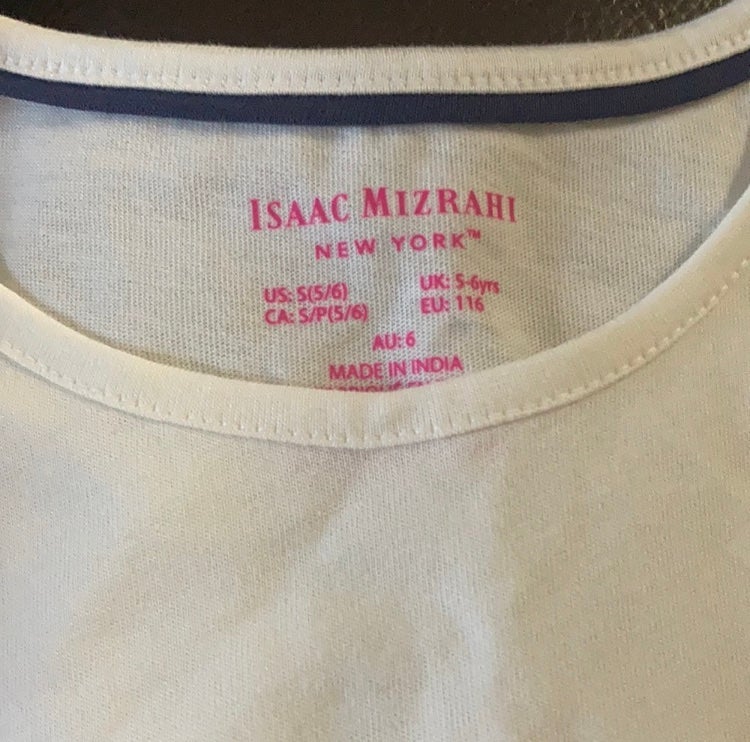 ISAAC MIZRAHI
NEW YORK™
US: S(5/6) UK: 5-6yrs
CA: S/P(5/6) EU: 116
AU: 6
MADE IN INDIA